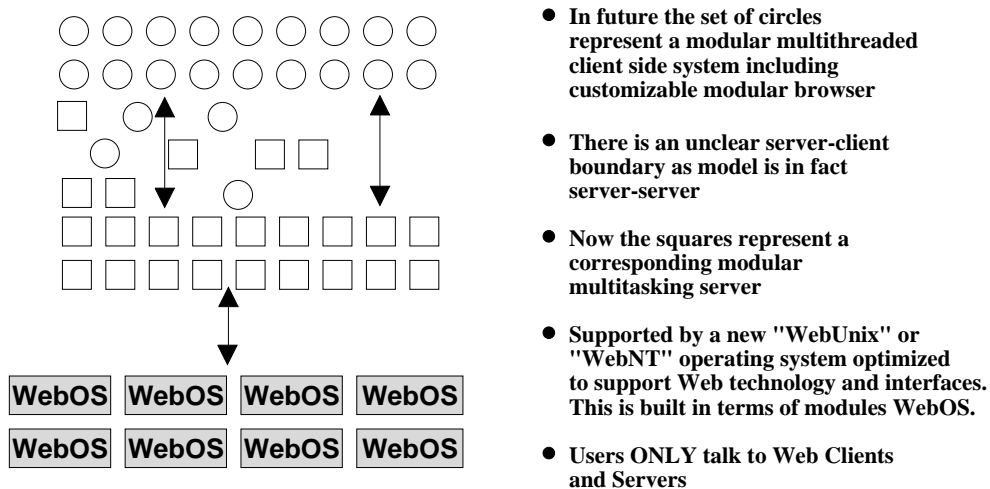 ● In future the set of circles
represent a modular multithreaded
client side system including
customizable modular browser
● There is an unclear server-client
boundary as model is in fact
server-server
● Now the squares represent a
corresponding modular
multitasking server
● Supported by a new "WebUnix" or
"WebNT" operating system optimized
to support Web technology and interfaces.
This is built in terms of modules WebOS.
● Users ONLY talk to Web Clients
and Servers
WebOS WebOS WebOS WebOS
WebOS WebOS WebOS WebOS